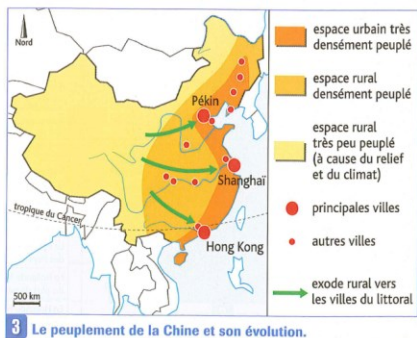 Nord
Pékin
Shanghaï
tropique du Cancer
Hong Kong
500 km
espace urbain très
densément peuplé
espace rural
densément peuplé
espace rural
très peu peuplé
(à cause du relief
et du climat)
principales villes
autres villes
exode rural vers
les villes du littoral
3 Le peuplement de la Chine et son évolution.